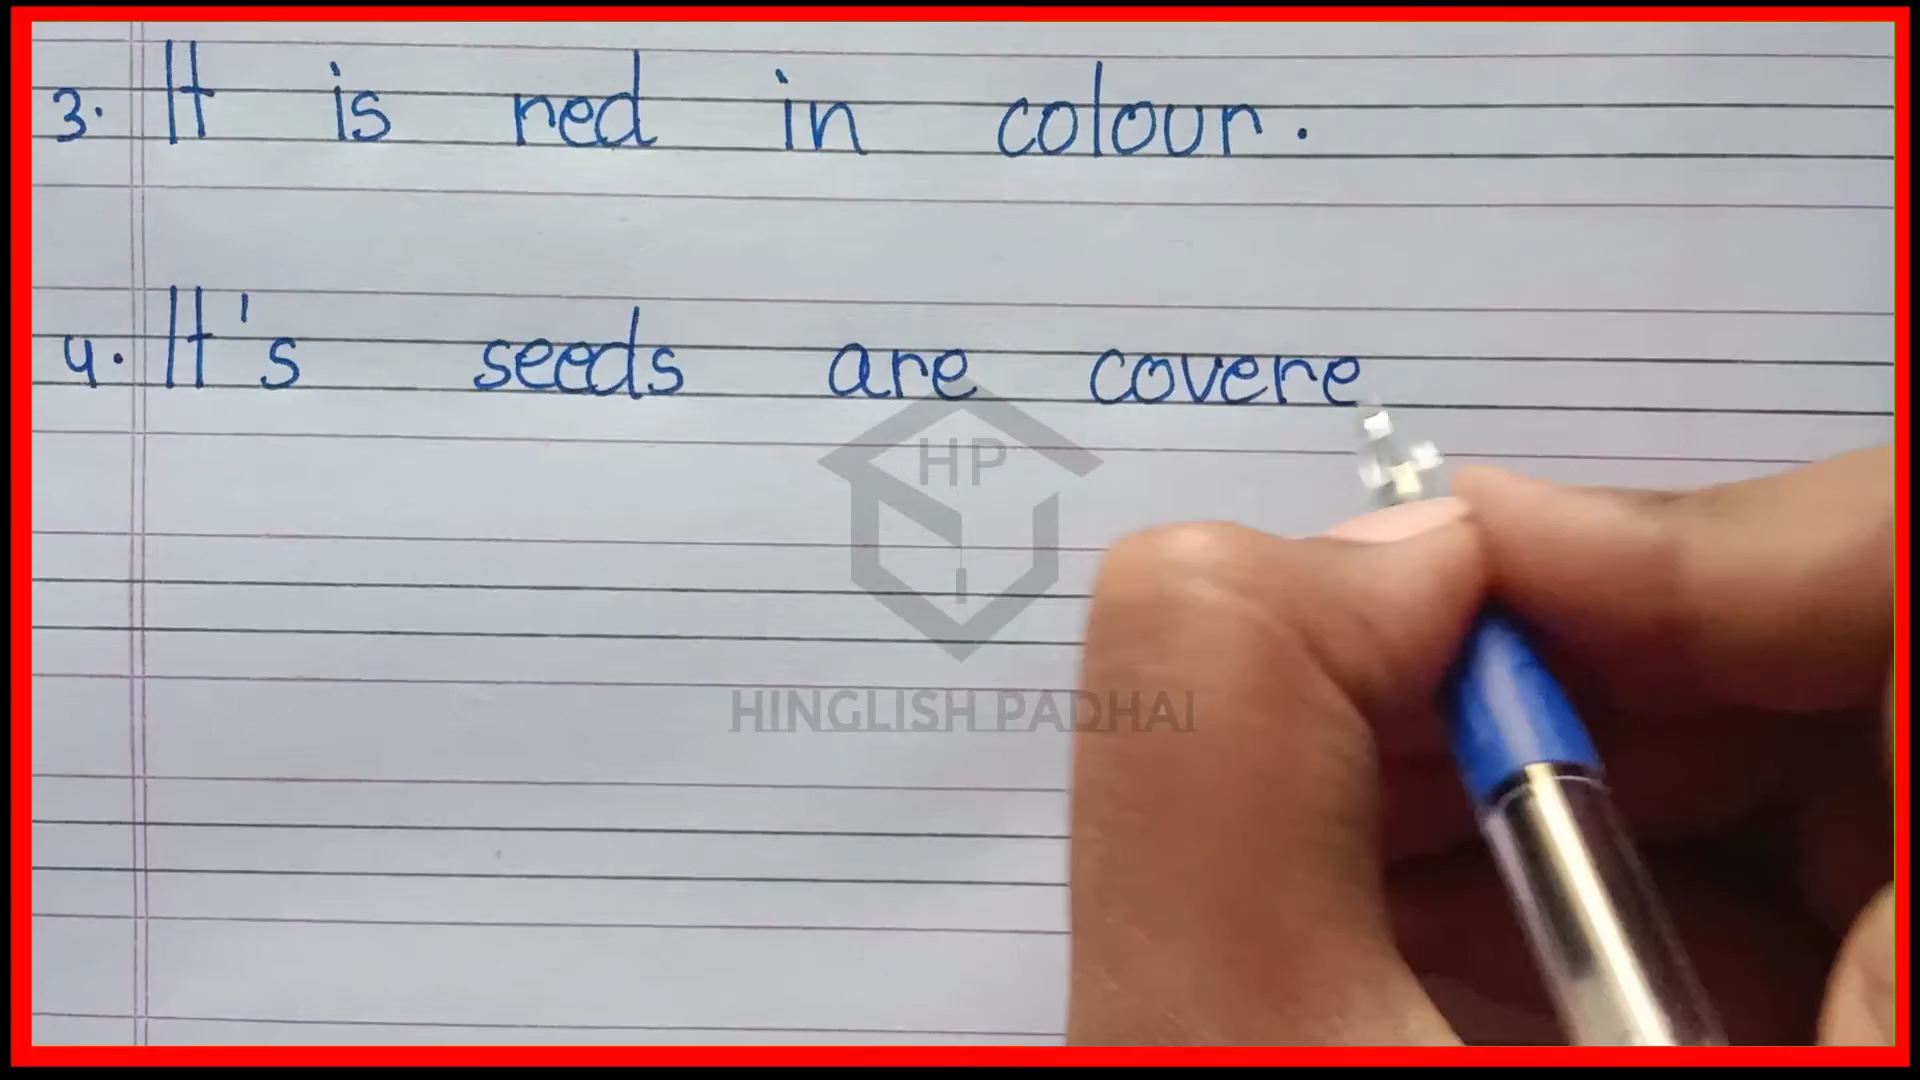 3. It is red in colour.
4. It's seeds are covere
HP
I
HINGLISH PADHAI